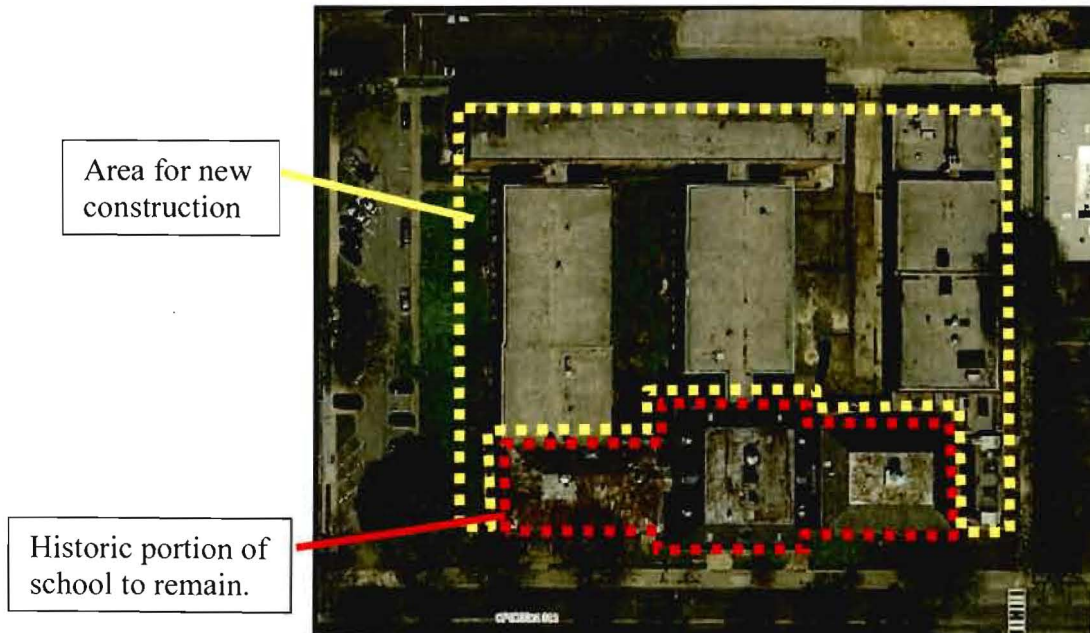 Area for new
construction
Historic portion of
school to remain.